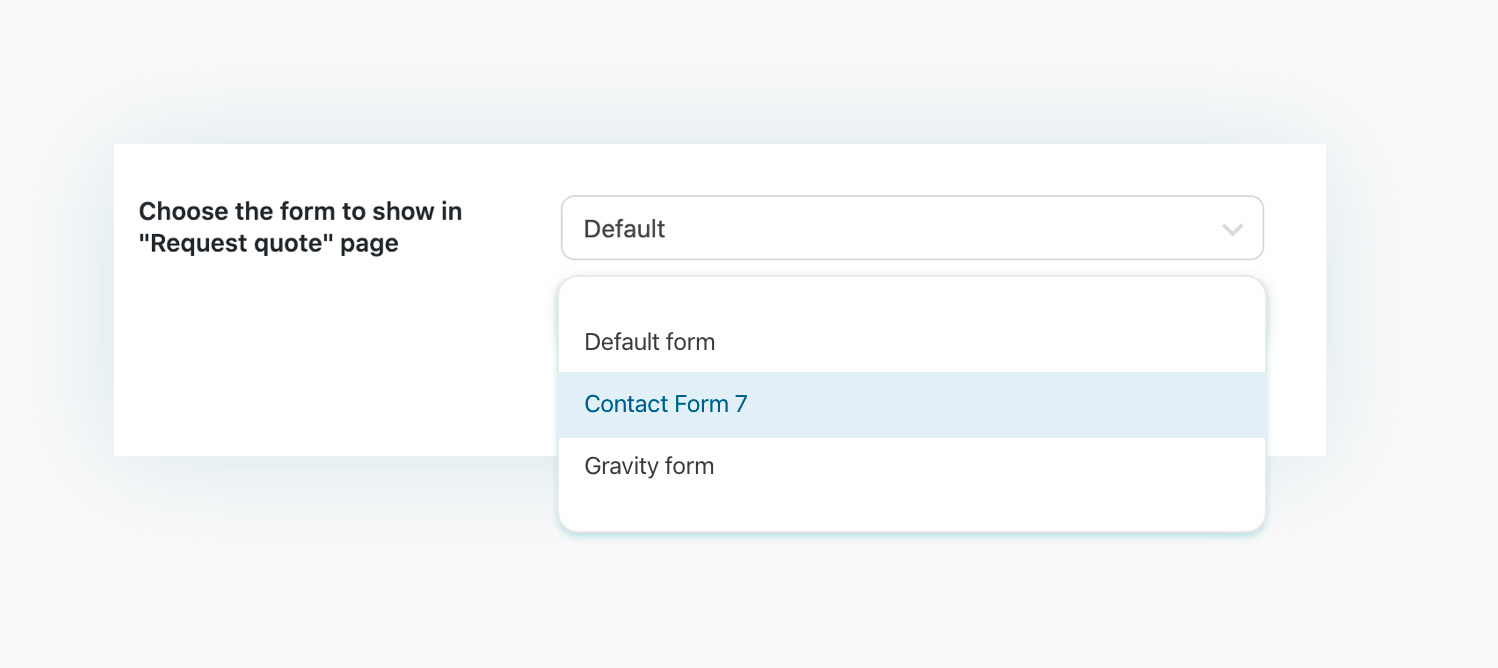 Choose the form to show in
"Request quote" page
Default
Default form
Contact Form 7
Gravity form